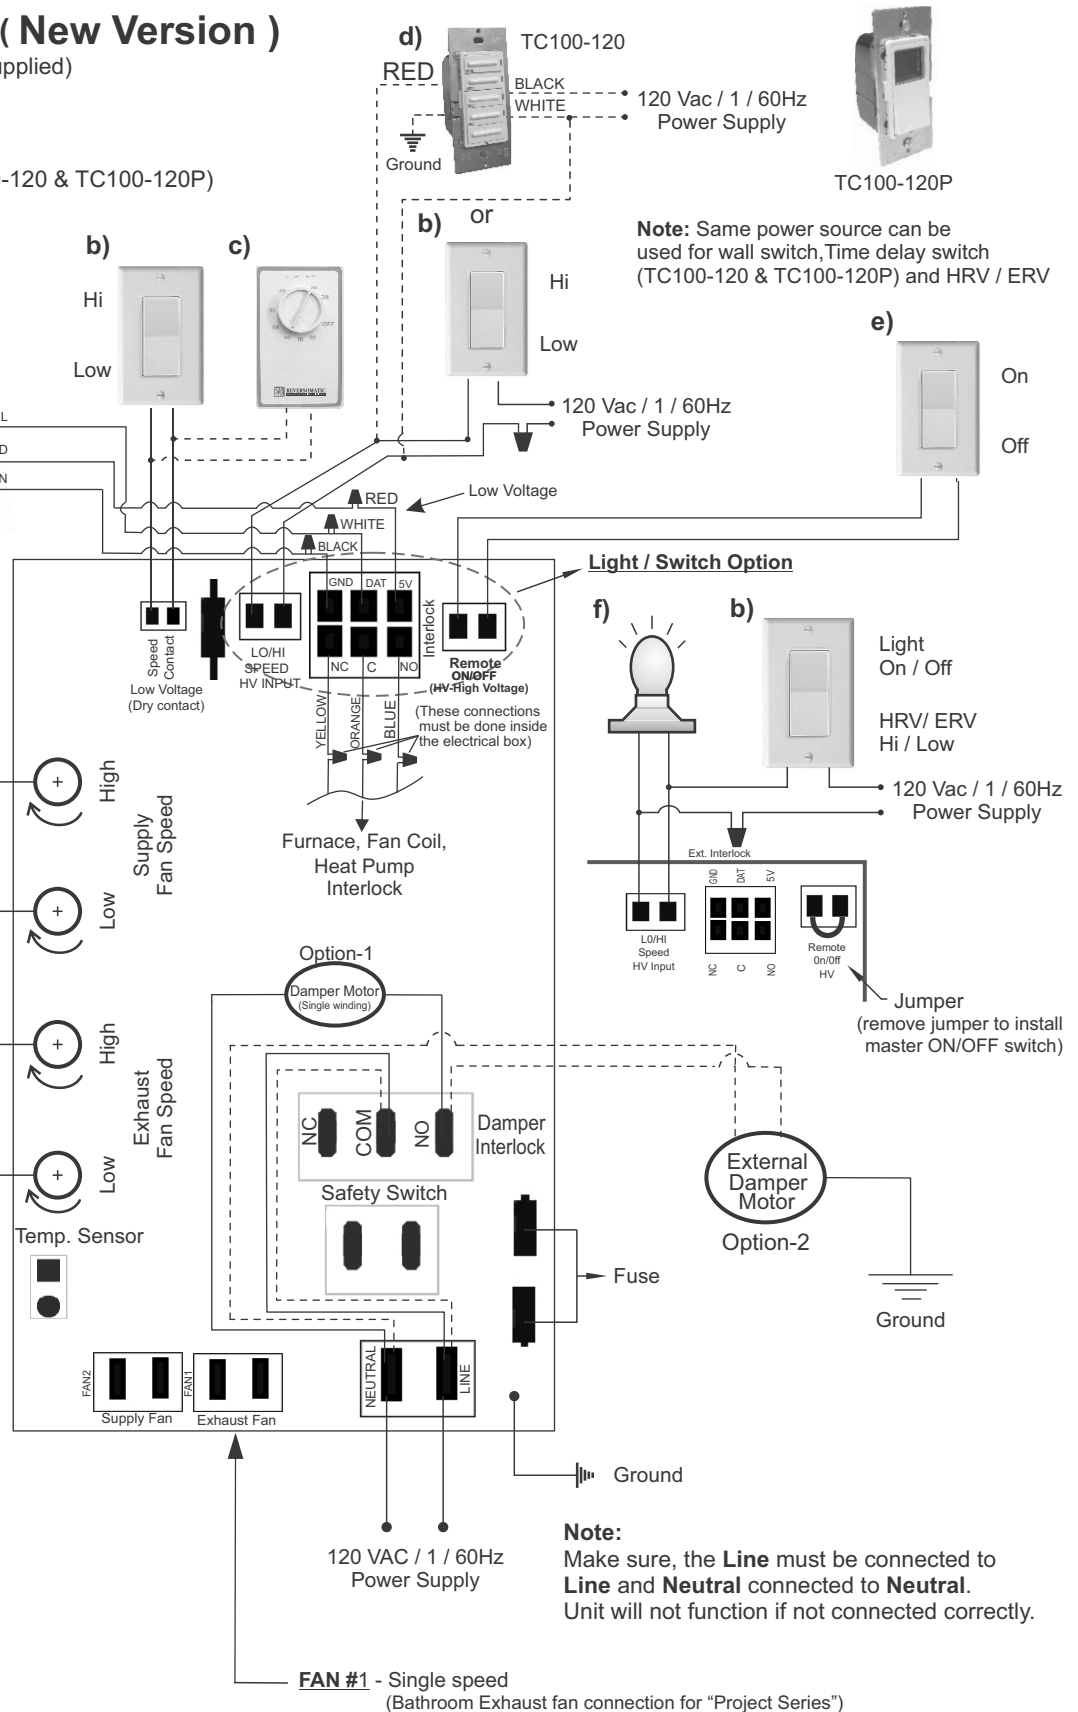 ( New Version )
upplied)
d)
TC100-120
RED
BLACK
WHITE
120 Vac / 1 / 60Hz
Power Supply
Ground
TC100-120P
-120 & TC100-120P)
or
b)
c)
b)
Note: Same power source can be
used for wall switch,Time delay switch
(TC100-120 & TC100-120P) and HRV / ERV
Hi
Low
OFF
REVERSOMATIC
Hi
Low
e)
On
Off
120 Vac / 1 / 60Hz
Power Supply
L
D
N
RED
WHITE
BLACK
Low Voltage
Light / Switch Option
GND
DAT
5V
NC
C
NO
Interlock
Speed
Contact
Low Voltage
(Dry contact)
LO/HI
SPEED
HV INPUT
Remote
ON/OFF
(HV-High Voltage)
YELLOW
ORANGE
BLUE
(These connections
must be done inside
the electrical box)
f)
b)
Light
On / Off
HRV/ ERV
Hi / Low
120 Vac / 1 / 60Hz
Power Supply
High
Supply
Fan Speed
Low
Furnace, Fan Coil,
Heat Pump
Interlock
Ext. Interlock
GND
DAT
5V
L0/HI
Speed
HV Input
NC
C
NO
Remote
0n/0ff
HV
Jumper
(remove jumper to install
master ON/OFF switch)
Option-1
Damper Motor
(Single winding)
High
Exhaust
Fan Speed
Low
NC
COM
NO
Damper
Interlock
Safety Switch
External
Damper
Motor
Option-2
Ground
Temp. Sensor
Fuse
FAN2
Supply Fan
FAN1
Exhaust Fan
NEUTRAL
LINE
Ground
120 VAC / 1 / 60Hz
Power Supply
Note:
Make sure, the Line must be connected to
Line and Neutral connected to Neutral.
Unit will not function if not connected correctly.
FAN #1 - Single speed
(Bathroom Exhaust fan connection for “Project Series”)